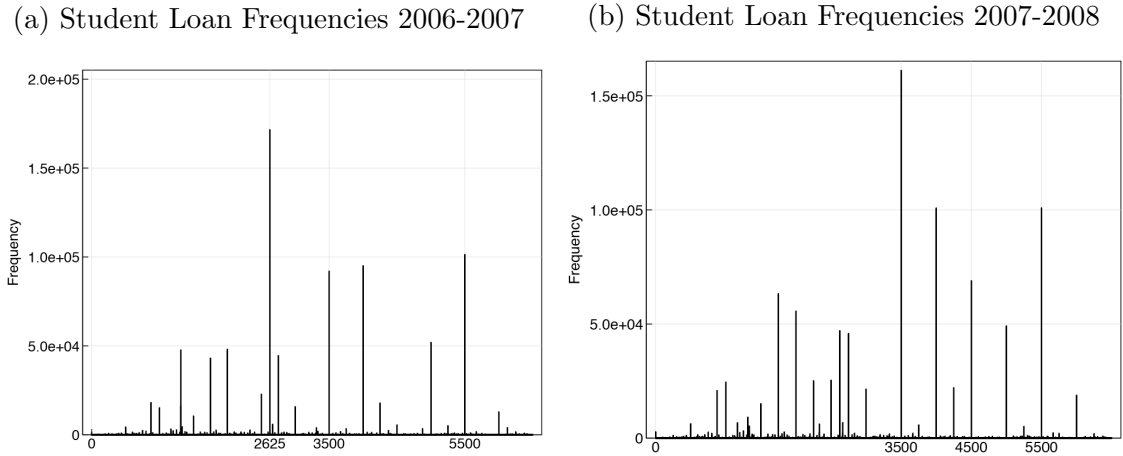 (a) Student Loan Frequencies 2006-2007
2.0e+05
1.5e+05
1.0e+05
5.0e+04
0
Frequency
0 2625 3500 5500
(b) Student Loan Frequencies 2007-2008
1.5e+05
1.0e+05
5.0e+04
0
Frequency
0 3500 4500 5500